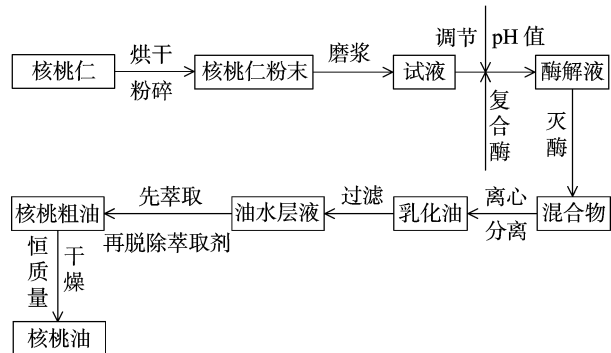 核桃仁
烘干
粉碎
核桃仁粉末
磨浆
试液
调节 pH 值
复合酶
酶解液
灭酶
混合物
离心
分离
乳化油
过滤
油水层液
先萃取
再脱除萃取剂
核桃粗油
恒质量
干燥
核桃油